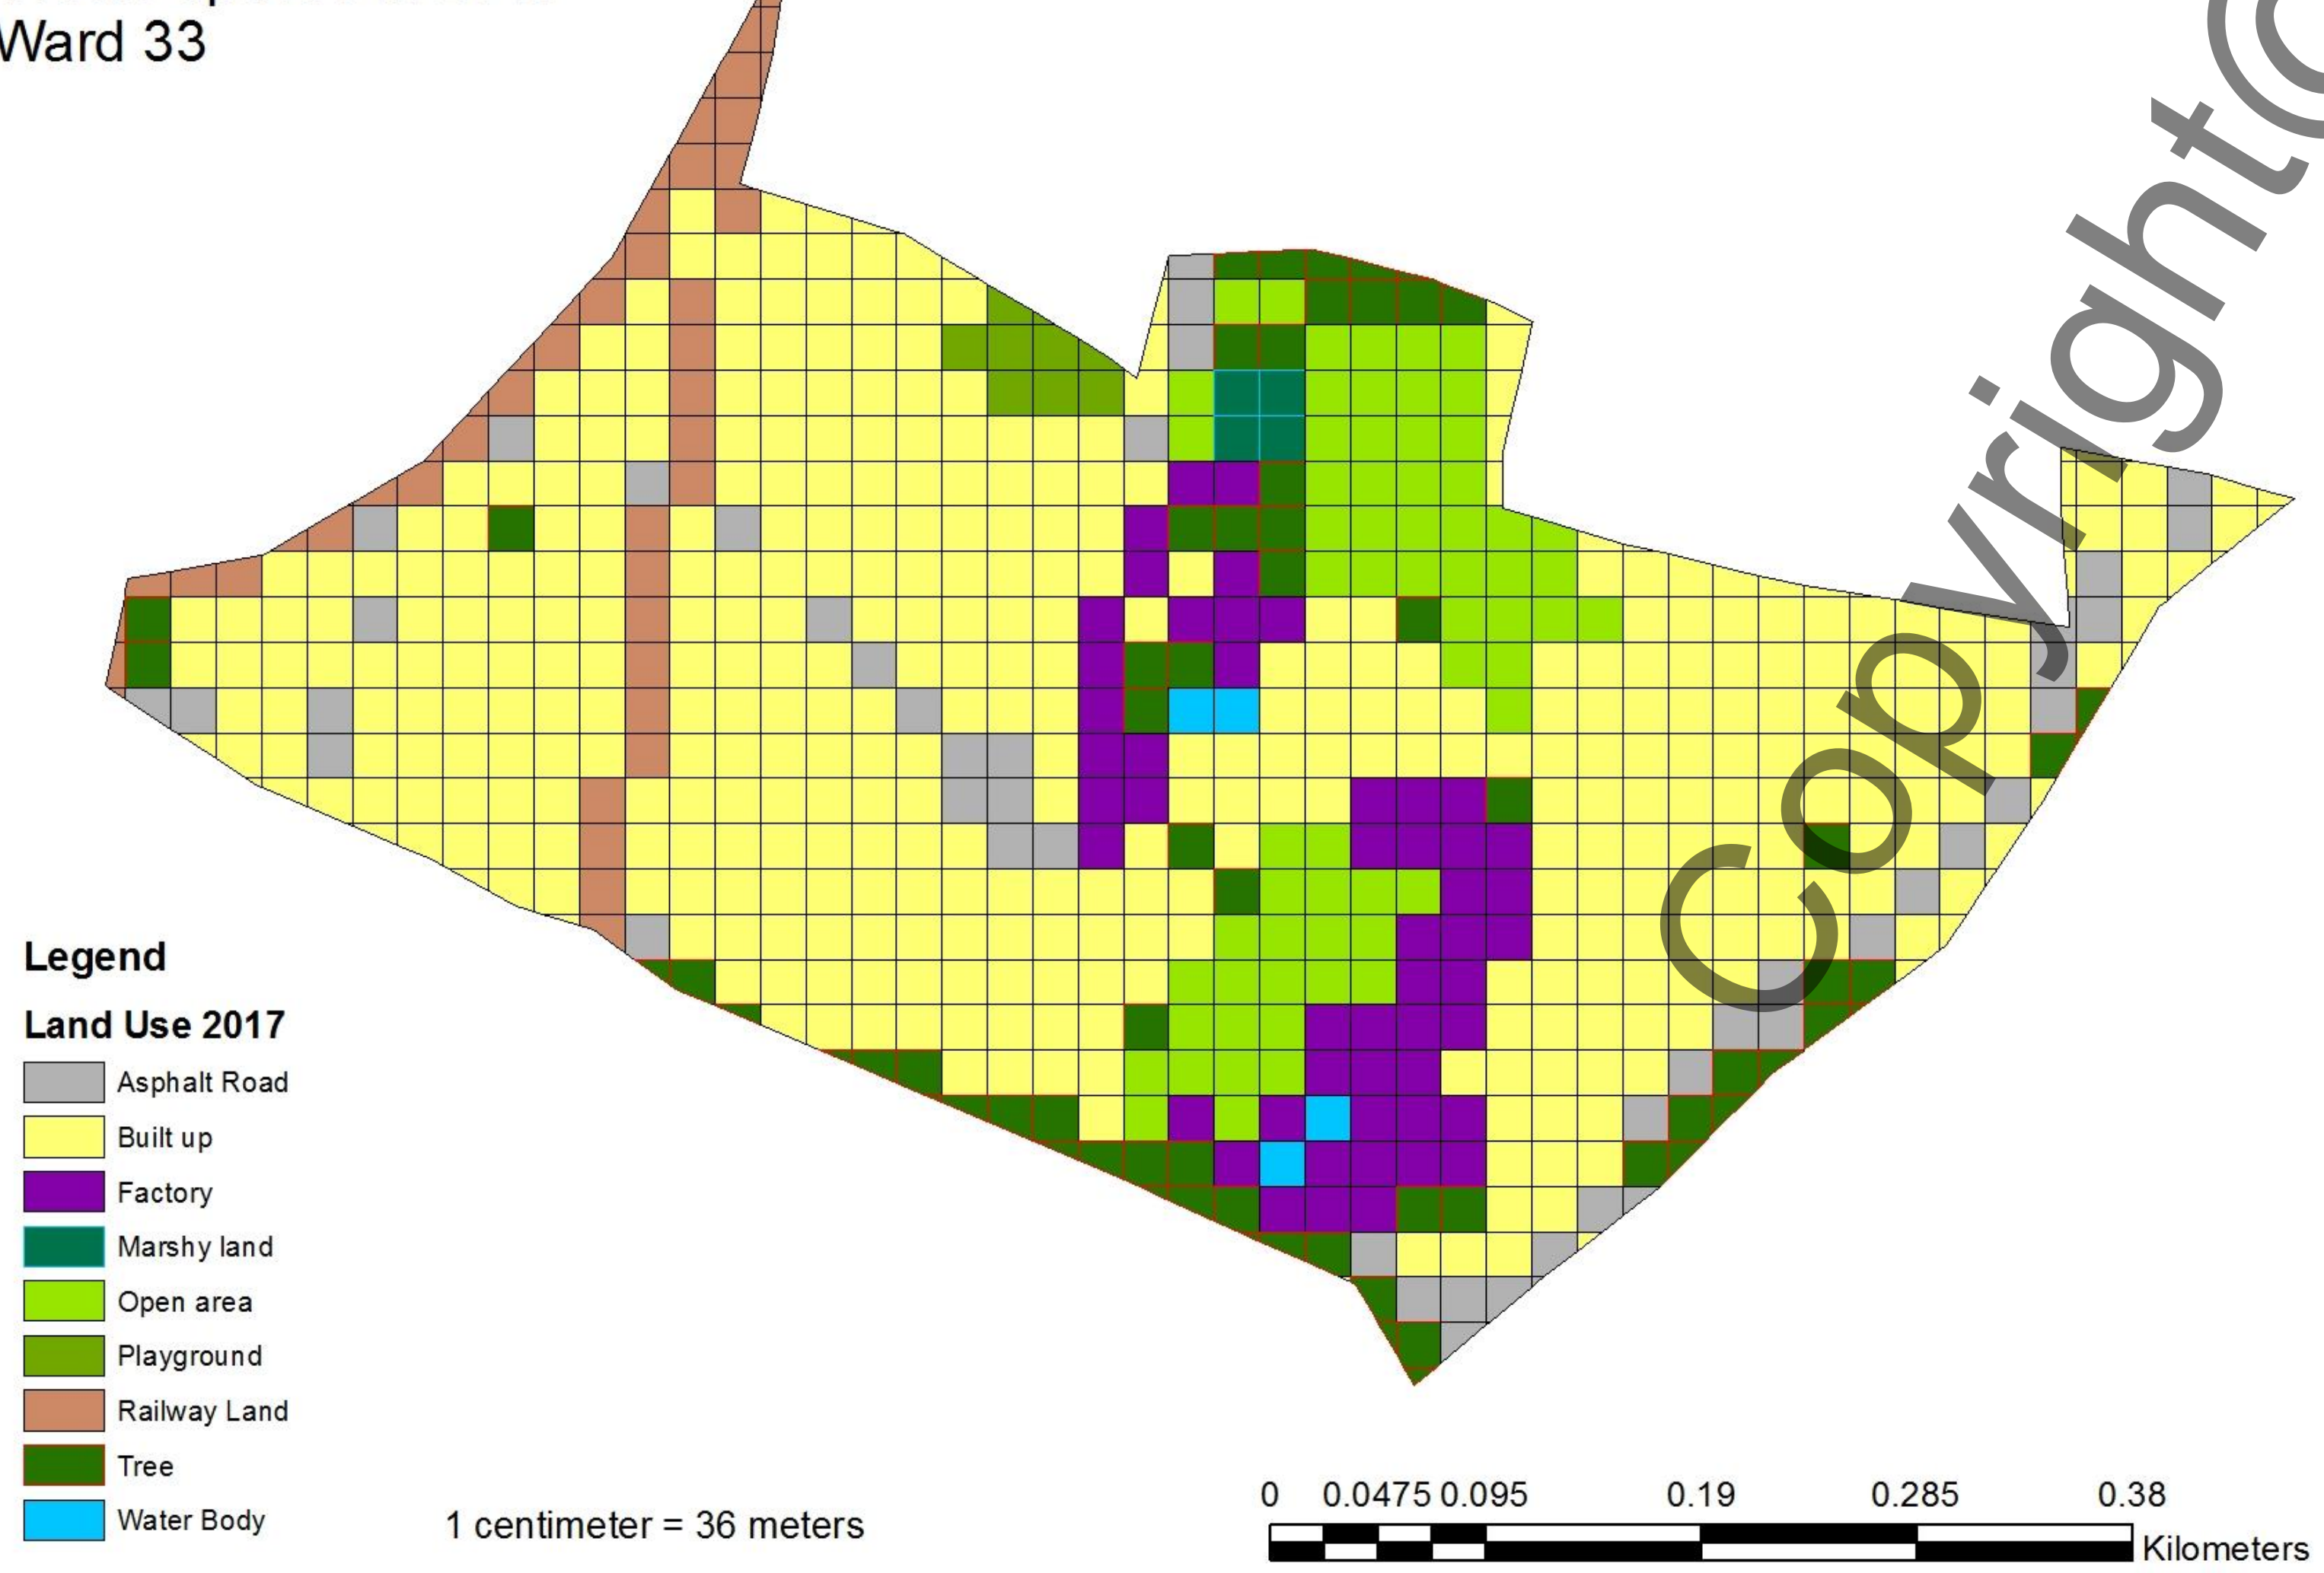 Ward 33
Copyright©
Legend
Land Use 2017
Asphalt Road
Built up
Factory
Marshy land
Open area
Playground
Railway Land
Tree
Water Body
1 centimeter = 36 meters
0 0.0475 0.095 0.19 0.285 0.38
Kilometers